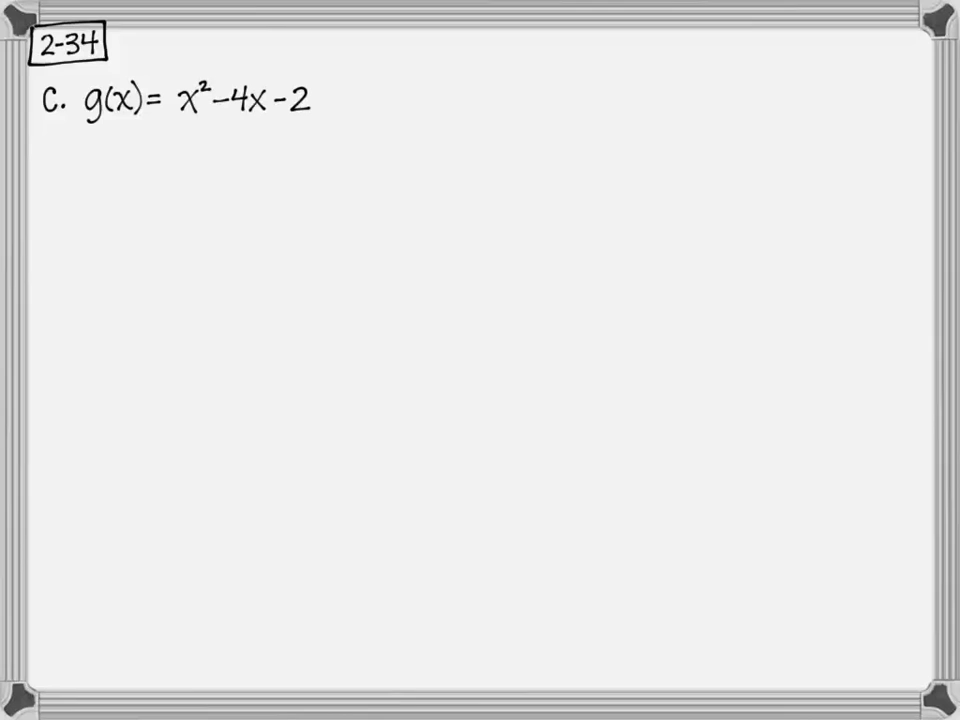 2-34
C. g(x) = x² - 4x - 2